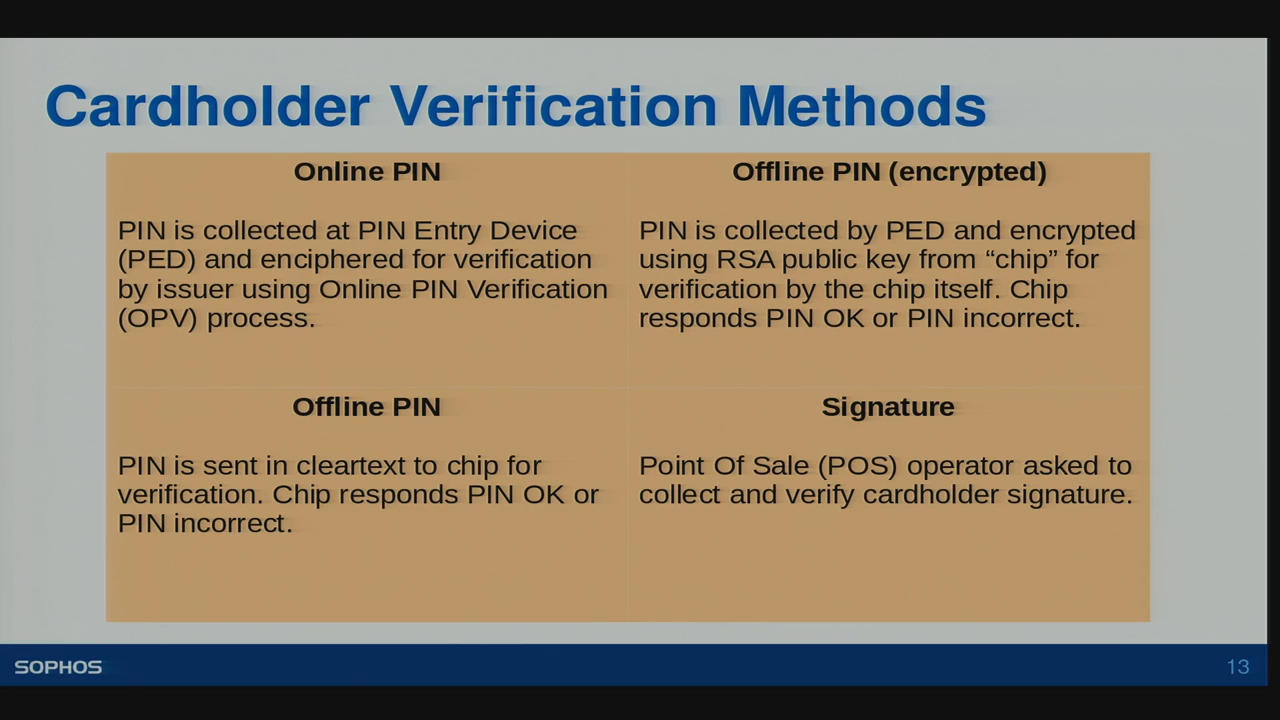 Cardholder Verification Methods
Online PIN
PIN is collected at PIN Entry Device
(PED) and enciphered for verification
by issuer using Online PIN Verification
(OPV) process.
Offline PIN (encrypted)
PIN is collected by PED and encrypted
using RSA public key from “chip” for
verification by the chip itself. Chip
responds PIN OK or PIN incorrect.
Offline PIN
PIN is sent in cleartext to chip for
verification. Chip responds PIN OK or
PIN incorrect.
Signature
Point Of Sale (POS) operator asked to
collect and verify cardholder signature.
SOPHOS
13